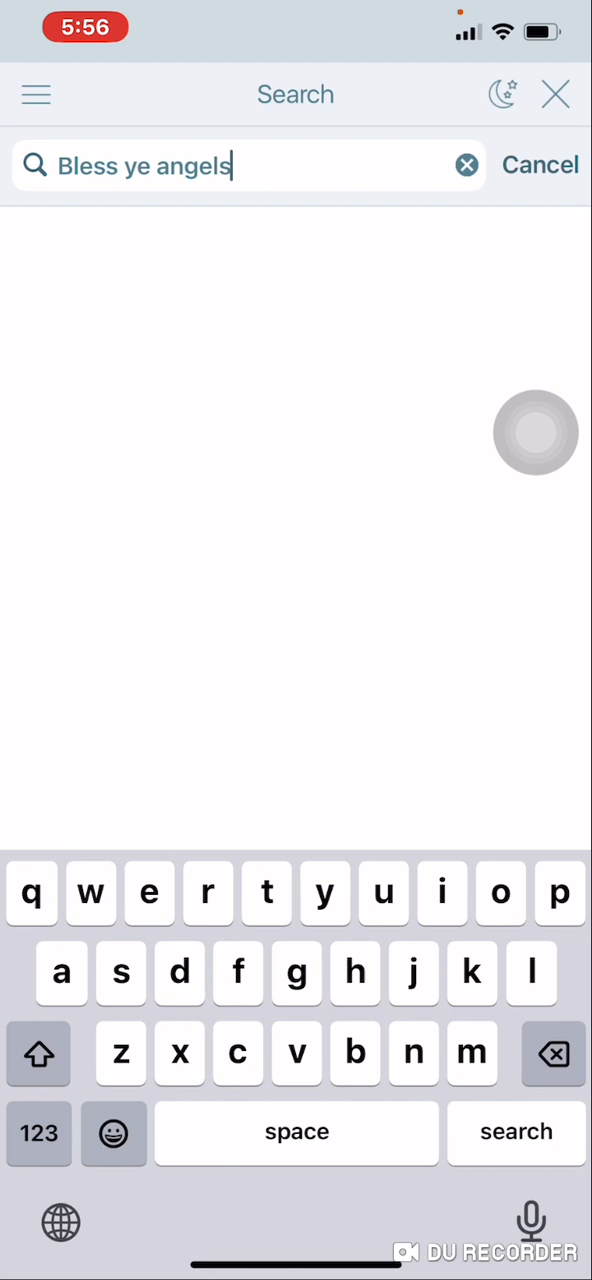 5:56
Search
Bless ye angels
Cancel
q w e r t y u i o p
a s d f g h j k l
z x c v b n m
123 space search
DU RECORDER